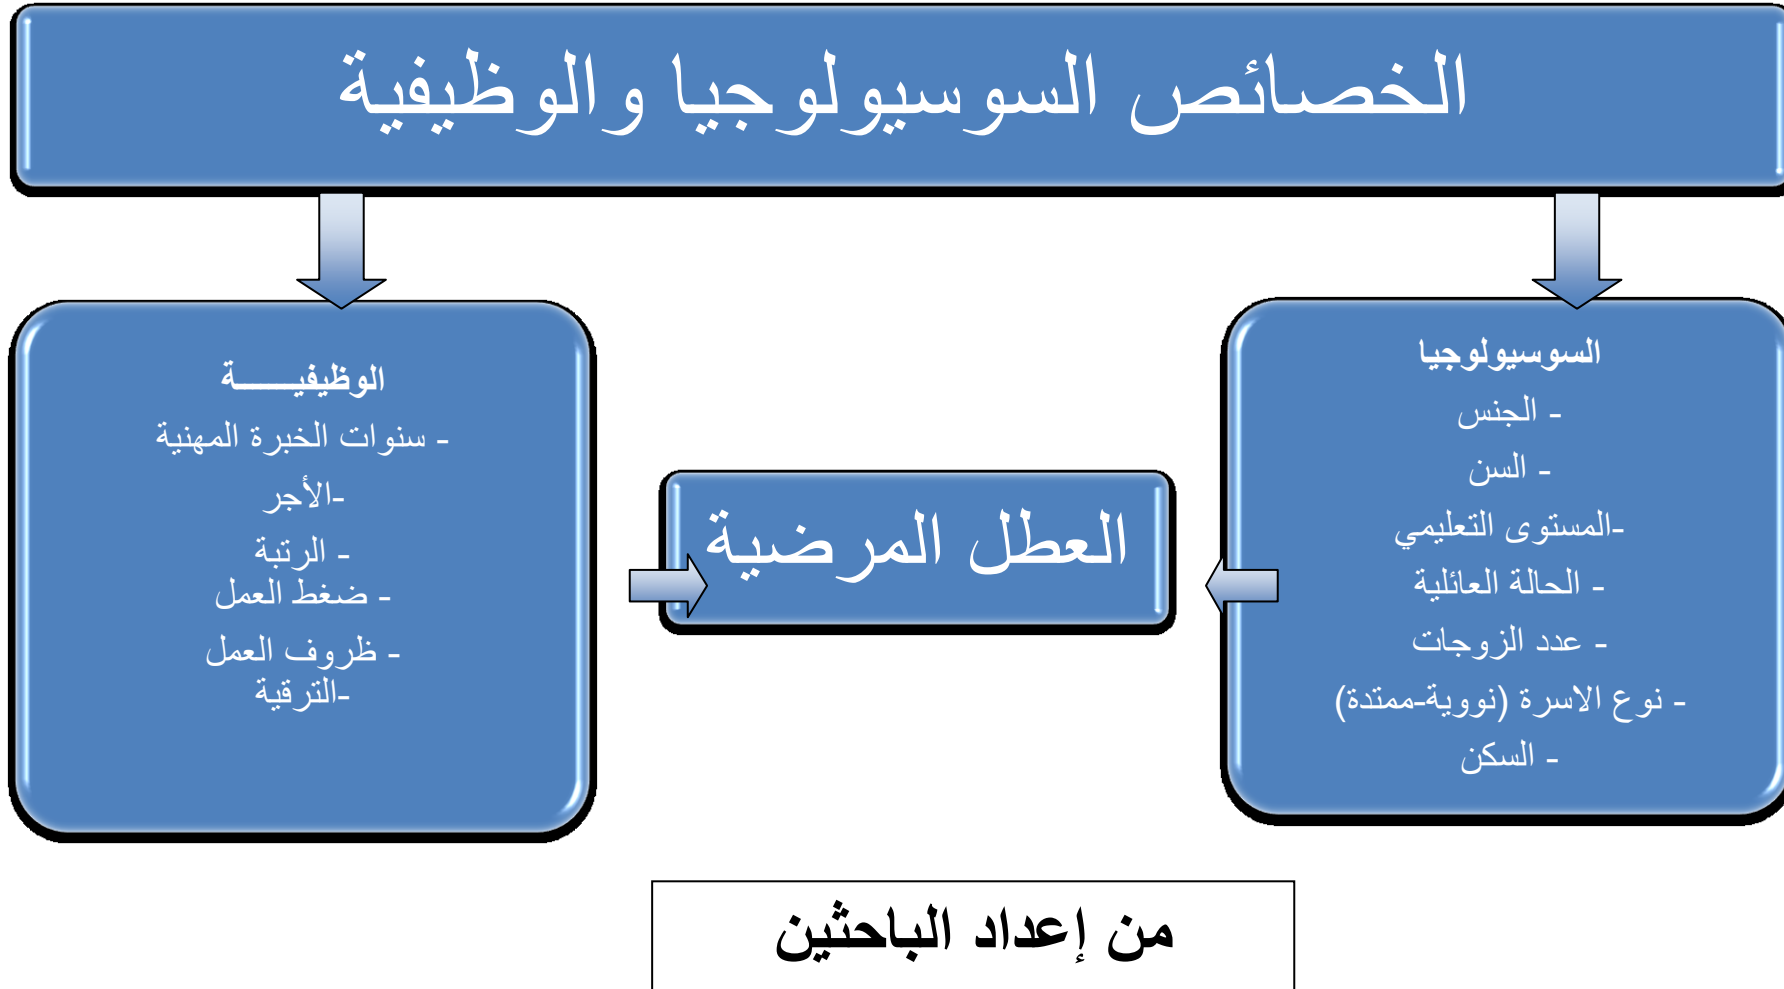 الخصائص السوسيولوجيا والوظيفية
السوسيولوجيا
- الجنس
- السن
-المستوى التعليمي
- الحالة العائلية
- عدد الزوجات
- نوع الاسرة (نووية-ممتدة)
- السكن
العطل المرضية
الوظيفيـــــــة
- سنوات الخبرة المهنية
-الأجر
- الرتبة
- ضغط العمل
- ظروف العمل
-الترقية
من إعداد الباحثين